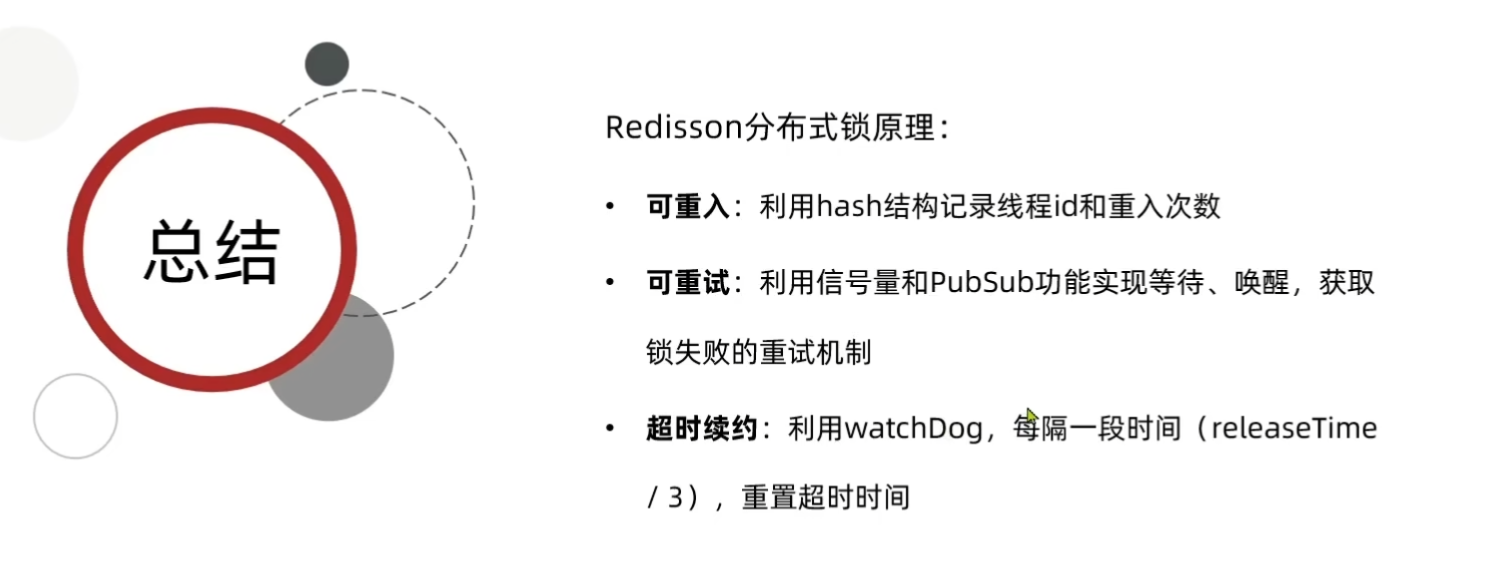 总结
Redisson分布式锁原理：
• 可重入：利用hash结构记录线程id和重入次数
• 可重试：利用信号量和PubSub功能实现等待、唤醒，获取
锁失败的重试机制
• 超时续约：利用watchDog，每隔一段时间（releaseTime
/ 3），重置超时时间